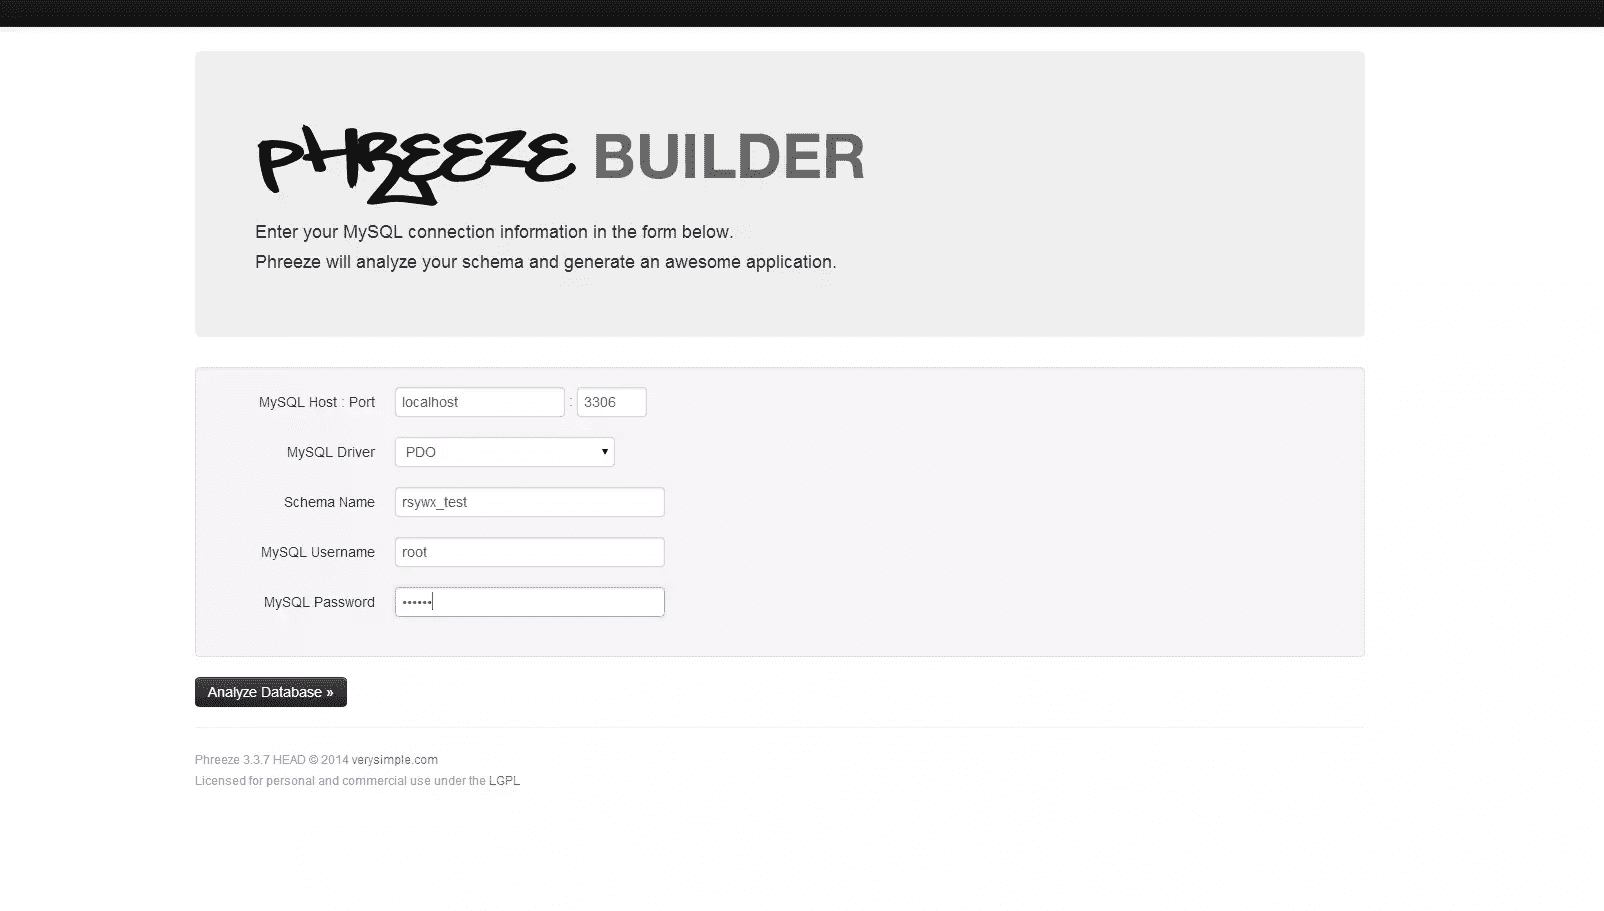 PHREEZE BUILDER
Enter your MySQL connection information in the form below.
Phreeze will analyze your schema and generate an awesome application.
MySQL Host : Port localhost : 3306
MySQL Driver PDO
Schema Name rsywx_test
MySQL Username root
MySQL Password ••••••
Analyze Database »
Phreeze 3.3.7 HEAD © 2014 verysimple.com
Licensed for personal and commercial use under the LGPL